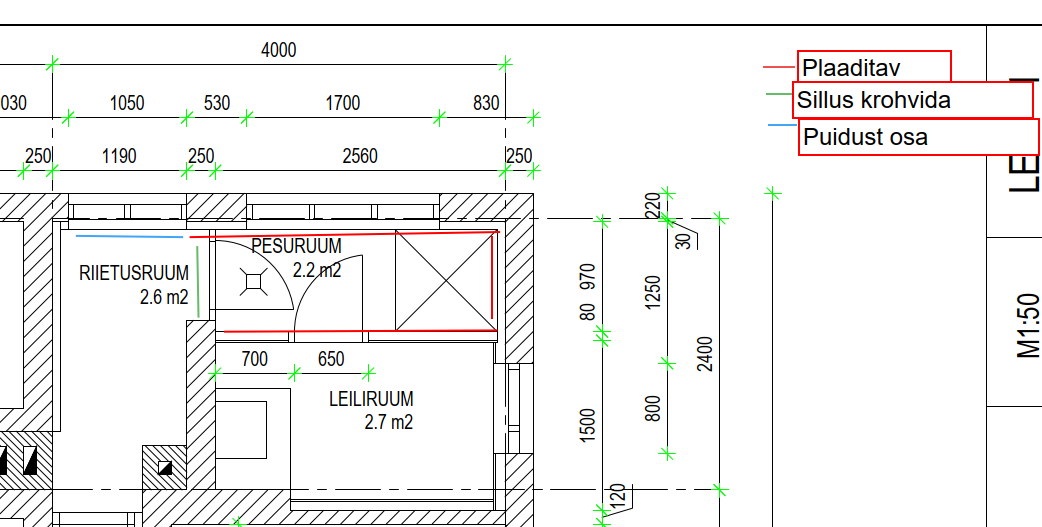 4000
Plaaditav
Sillus krohvida
Puidust osa
030
1050
530
1700
830
250
1190
250
2560
250
PESURUUM
2.2 m2
RIIETUSRUUM
2.6 m2
700
650
LEILIRUUM
2.7 m2
220
30
970
80
1250
2400
1500
800
120
LE
M1:50